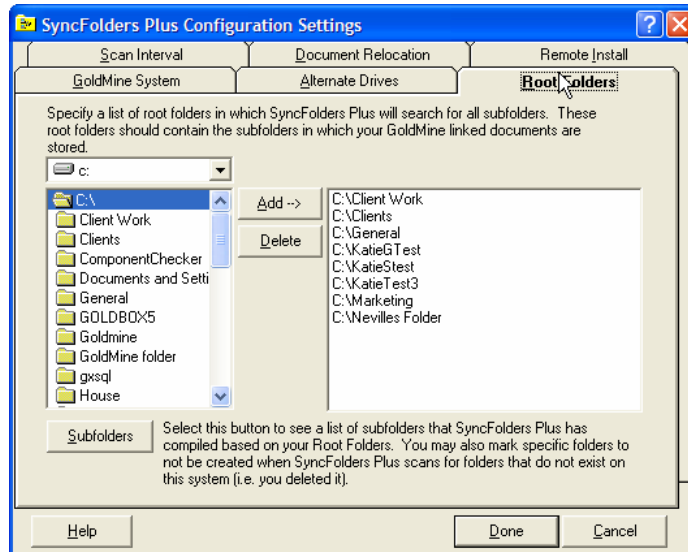 SyncFolders Plus Configuration Settings
Scan Interval
Document Relocation
Remote Install
GoldMine System
Alternate Drives
Root Folders
Specify a list of root folders in which SyncFolders Plus will search for all subfolders. These
root folders should contain the subfolders in which your GoldMine linked documents are
stored.
c:
C:\
Client Work
Clients
ComponentChecker
Documents and Setti
General
GOLDBOX5
Goldmine
GoldMine folder
gxsql
House
Add -->
Delete
C:\Client Work
C:\Clients
C:\General
C:\KatieGTest
C:\KatieStest
C:\KatieTest3
C:\Marketing
C:\Nevilles Folder
Subfolders
Select this button to see a list of subfolders that SyncFolders Plus has
compiled based on your Root Folders. You may also mark specific folders to
not be created when SyncFolders Plus scans for folders that do not exist on
this system (i.e. you deleted it).
Help
Done
Cancel